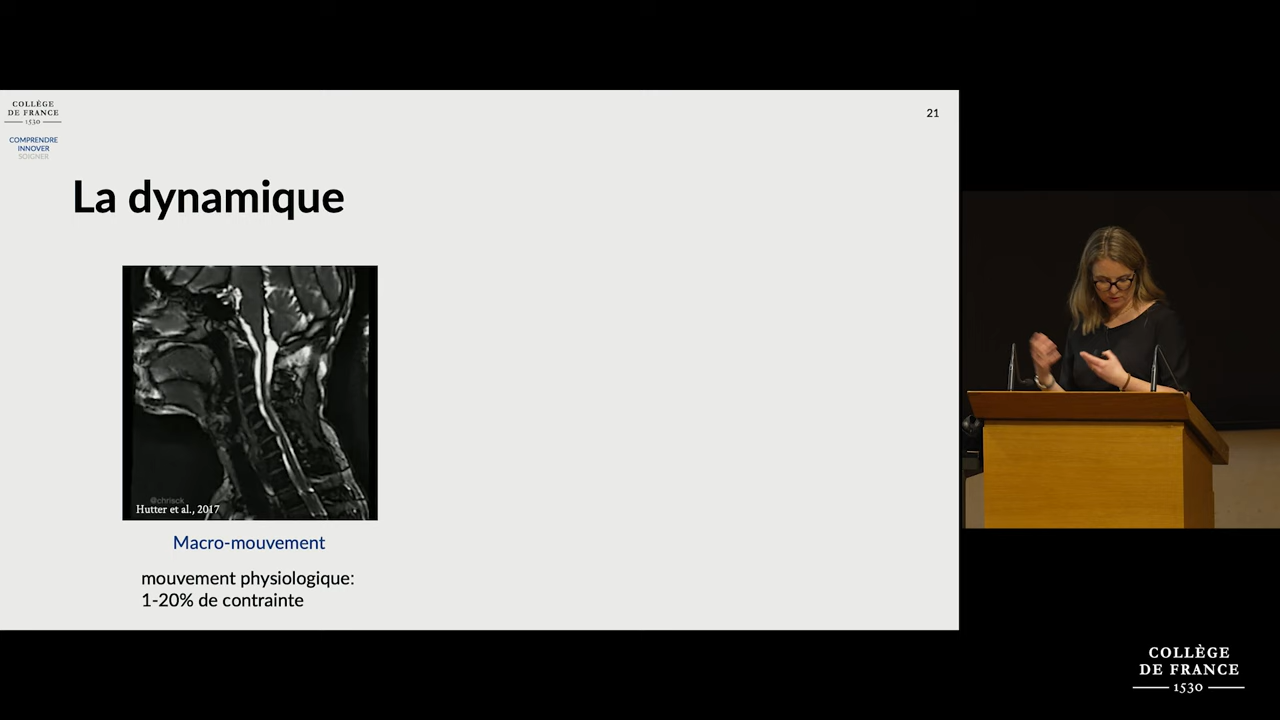 COLLÈGE
DE FRANCE
1530
COMPRENDRE
INNOVER
SOIGNER
21
La dynamique
@chrisck
Hutter et al., 2017
Macro-mouvement
mouvement physiologique:
1-20% de contrainte
COLLÈGE
DE FRANCE
1530